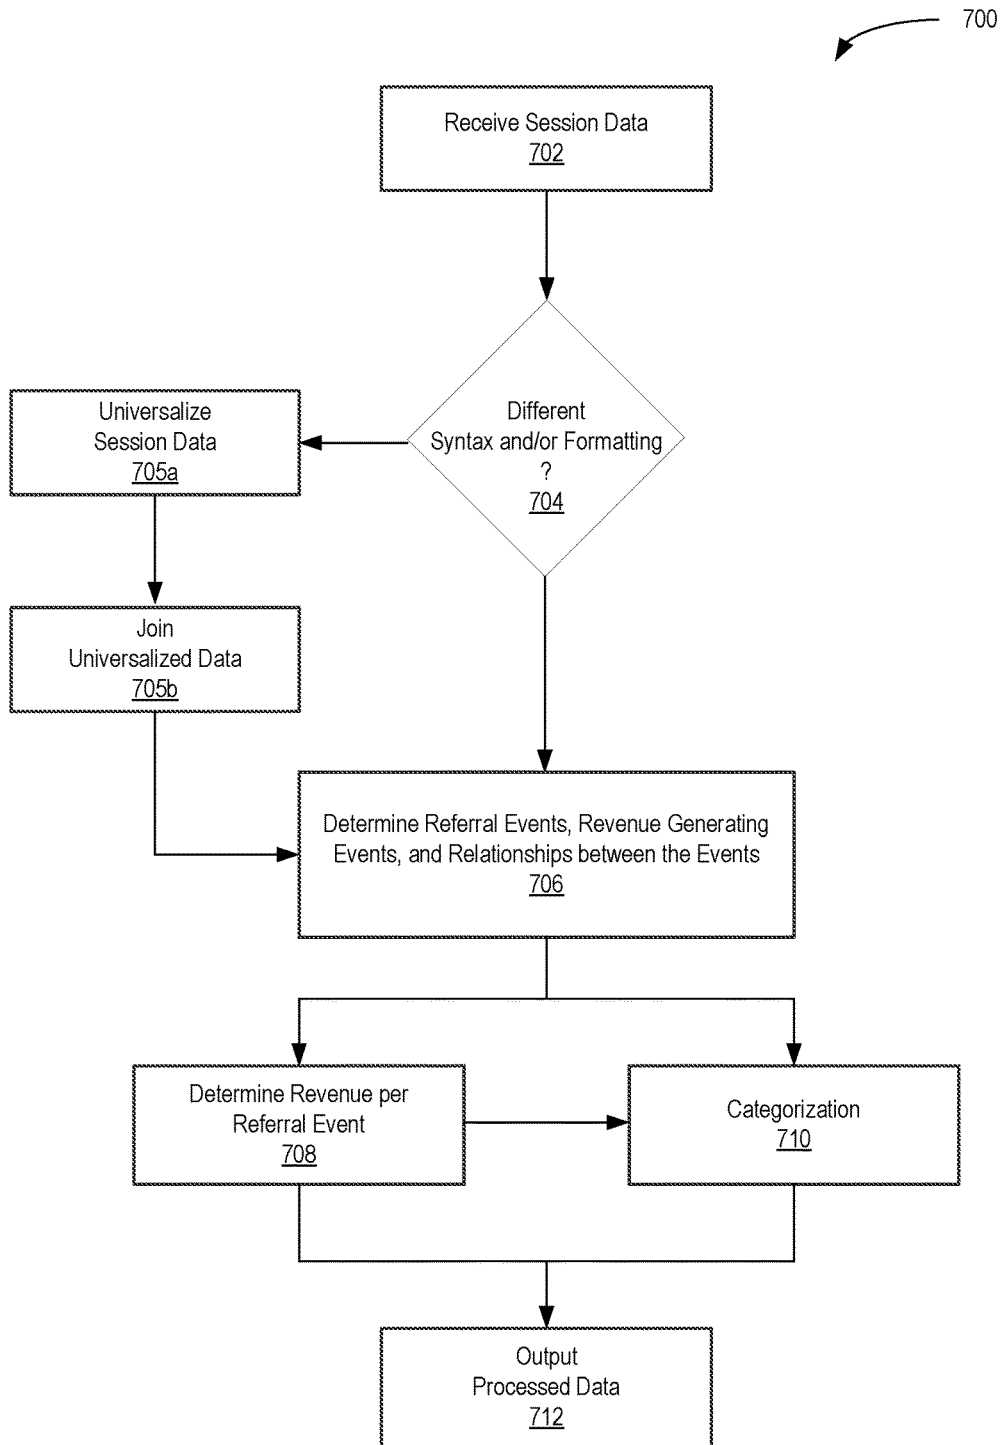 700
Receive Session Data
702
Different
Syntax and/or Formatting
?
704
Universalize
Session Data
705a
Join
Universalized Data
705b
Determine Referral Events, Revenue Generating
Events, and Relationships between the Events
706
Determine Revenue per
Referral Event
708
Categorization
710
Output
Processed Data
712